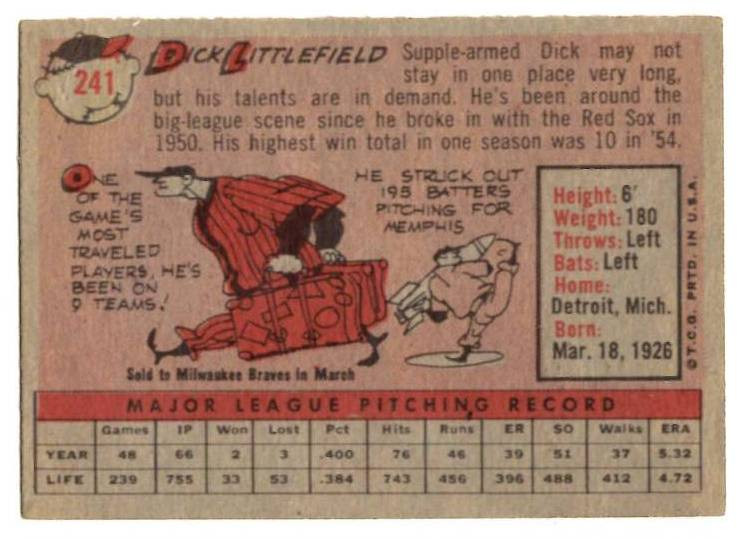 241
DICK LITTLEFIELD Supple-armed Dick may not
stay in one place very long,
but his talents are in demand. He's been around the
big-league scene since he broke in with the Red Sox in
1950. His highest win total in one season was 10 in '54.
ONE
OF THE
GAME'S
MOST
TRAVELED
PLAYERS, HE'S
BEEN ON
9 TEAMS!
HE STRUCK OUT
195 BATTERS
PITCHING FOR
MEMPHIS
Sold to Milwaukee Braves in March
Height: 6'
Weight: 180
Throws: Left
Bats: Left
Home:
Detroit, Mich.
Born:
Mar. 18, 1926
©T.C.G. PRTD. IN U.S.A.
MAJOR LEAGUE PITCHING RECORD
Games IP Won Lost Pct Hits Runs ER SO Walks ERA
YEAR 48 66 2 3 .400 76 46 39 51 37 5.32
LIFE 239 755 33 53 .384 743 456 396 488 412 4.72